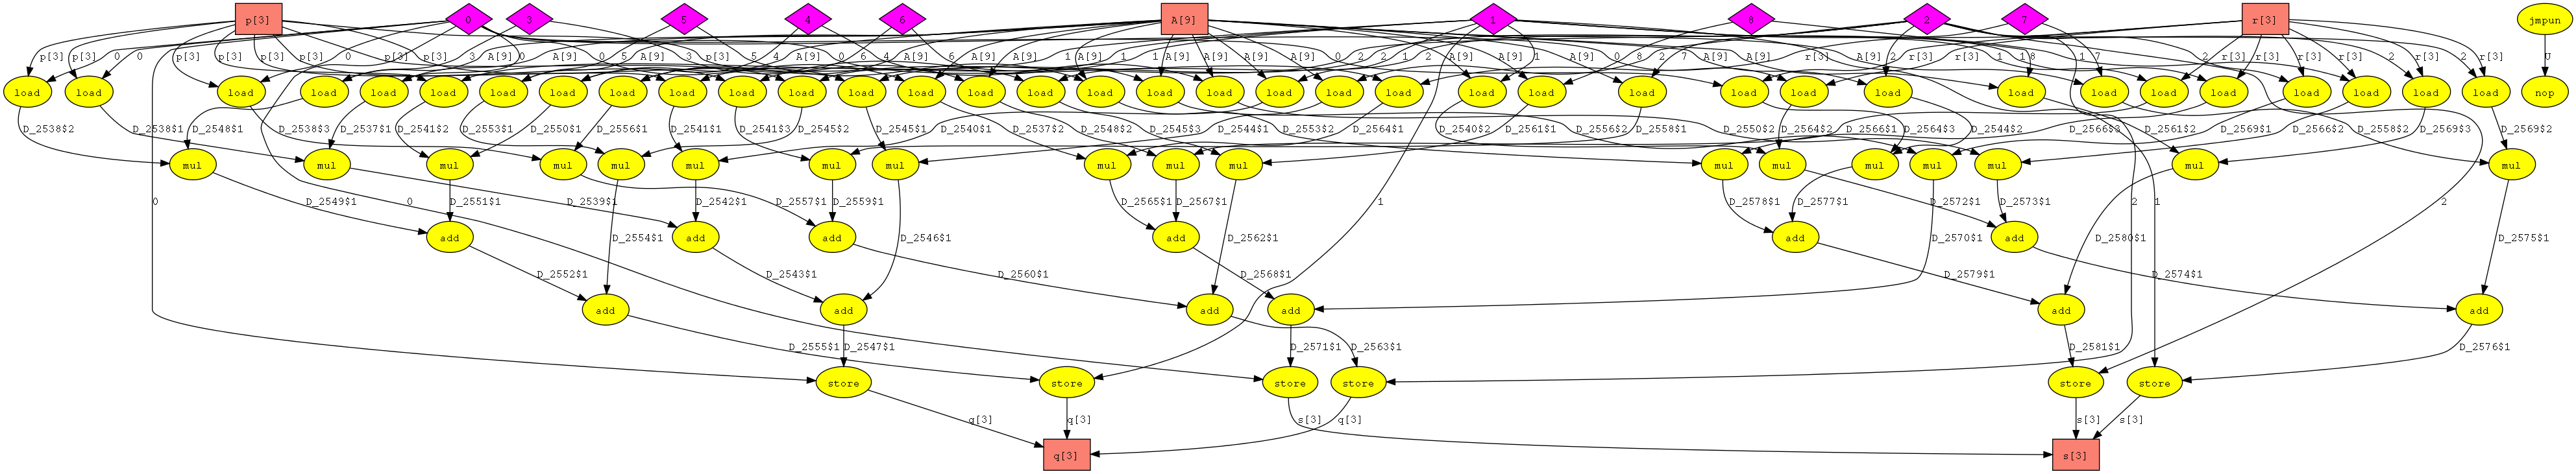 p[3] 0 3 5 4 6 A[9] 1 8 2 7 r[3] jmpun
p[3] 0 p[3] 0 p[3] 0 p[3] p[3] p[3] p[3] A[9] 3 0 A[9] 5 A[9] 0 3 p[3] A[9] 4 5 A[9] 6 4 0 A[9] 1 6 1 A[9] A[9] A[9] A[9] A[9] 0 2 2 1 2 A[9] 1 A[9] r[3] 8 A[9] 7 0 2 A[9] r[3] A[9] r[3] 2 A[9] 1 8 1 7 1 r[3] 2 r[3] 1 r[3] r[3] 2 r[3] 2 r[3] U
load load load load load load load load load load load load load load load load load load load load load load load load load load load load load load load load load load load load nop
D_2538$2 D_2538$1 D_2548$1 D_2538$3 D_2537$1 D_2541$2 D_2553$1 D_2550$1 D_2556$1 D_2541$1 D_2541$3 D_2545$2 D_2545$1 D_2540$1 D_2537$2 D_2544$1 D_2548$2 D_2545$3 D_2553$2 D_2564$1 D_2540$2 D_2561$1 D_2556$2 D_2558$1 D_2550$2 D_2564$2 D_2566$1 D_2564$3 D_2544$2 D_2566$3 D_2561$2 D_2569$1 D_2566$2 D_2558$2 D_2569$3 D_2569$2
mul mul mul mul mul mul mul mul mul mul mul mul mul mul mul mul mul mul
0 D_2549$1 0 D_2551$1 D_2539$1 D_2554$1 D_2557$1 D_2542$1 D_2559$1 D_2546$1 D_2565$1 D_2567$1 D_2562$1 1 D_2578$1 D_2577$1 D_2572$1 D_2570$1 D_2573$1 D_2580$1 2 1 2 D_2575$1
add add add add add add
D_2552$1 D_2543$1 D_2560$1 D_2568$1 D_2579$1 D_2574$1
add add add add add add
D_2555$1 D_2547$1 D_2571$1 D_2563$1 D_2581$1 D_2576$1
store store store store store store
q[3] q[3] s[3] q[3] s[3] s[3]
q[3] s[3]